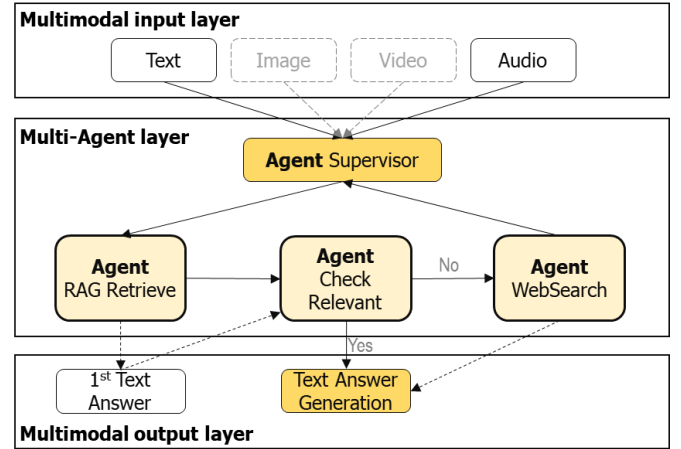 Multimodal input layer
Text
Image
Video
Audio
Multi-Agent layer
Agent Supervisor
Agent
RAG Retrieve
Agent
Check
Relevant
No
Agent
WebSearch
Yes
1st Text
Answer
Text Answer
Generation
Multimodal output layer